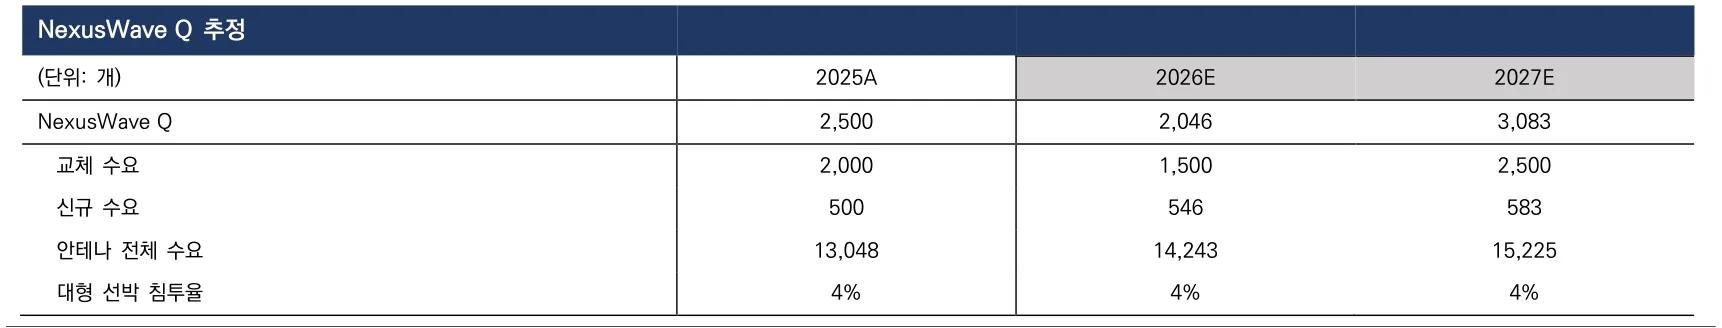 NexusWave Q 추정
(단위: 개) 2025A 2026E 2027E
NexusWave Q 2,500 2,046 3,083
교체 수요 2,000 1,500 2,500
신규 수요 500 546 583
안테나 전체 수요 13,048 14,243 15,225
대형 선박 침투율 4% 4% 4%